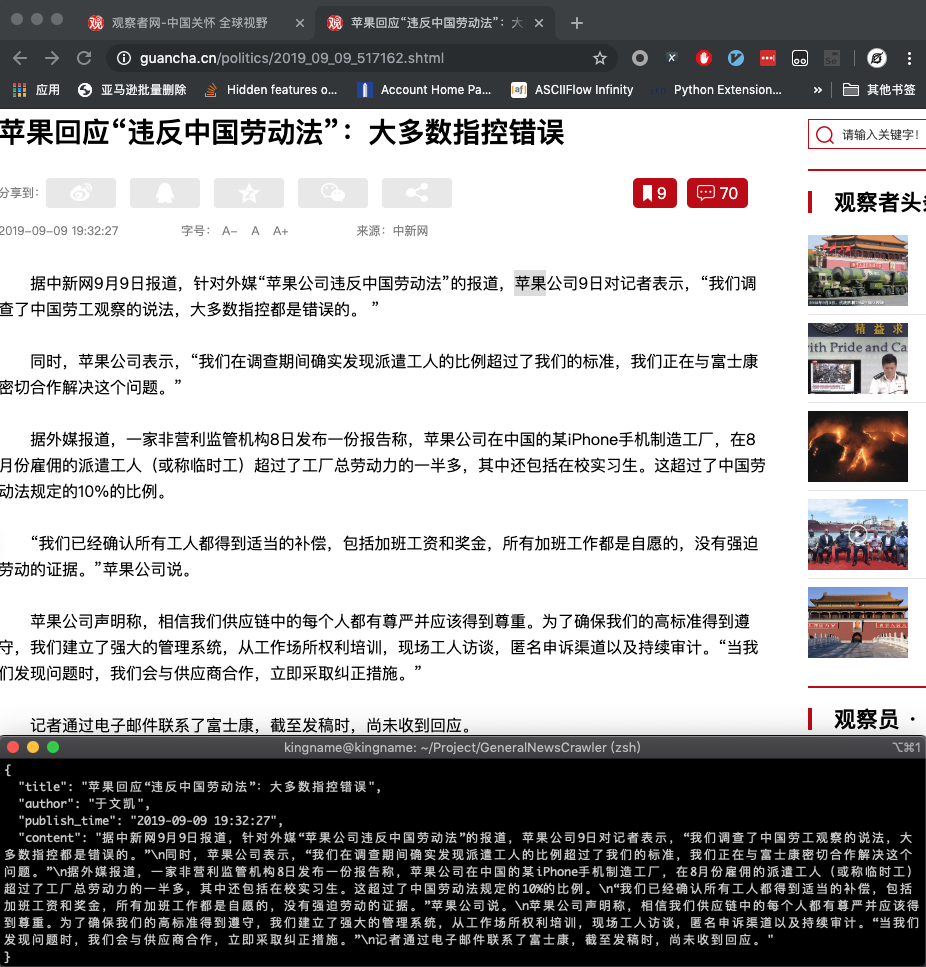 观察者网-中国关怀 全球视野
苹果回应“违反中国劳动法”：大
guancha.cn/politics/2019_09_09_517162.shtml
应用
亚马逊批量删除
Hidden features o...
Account Home Pa...
ASCIIFlow Infinity
Python Extension...
»
其他书签
苹果回应“违反中国劳动法”：大多数指控错误
请输入关键字!
分享到:
9
70
观察者头条
2019-09-09 19:32:27
字号： A- A A+
来源：中新网
据中新网9月9日报道，针对外媒“苹果公司违反中国劳动法”的报道，苹果公司9日对记者表示，“我们调
查了中国劳工观察的说法，大多数指控都是错误的。”
同时，苹果公司表示，“我们在调查期间确实发现派遣工人的比例超过了我们的标准，我们正在与富士康
密切合作解决这个问题。”
据外媒报道，一家非营利监管机构8日发布一份报告称，苹果公司在中国的某iPhone手机制造工厂，在8
月份雇佣的派遣工人（或称临时工）超过了工厂总劳动力的一半多，其中还包括在校实习生。这超过了中国劳
动法规定的10%的比例。
“我们已经确认所有工人都得到适当的补偿，包括加班工资和奖金，所有加班工作都是自愿的，没有强迫
劳动的证据。”苹果公司说。
苹果公司声明称，相信我们供应链中的每个人都有尊严并应该得到尊重。为了确保我们的高标准得到遵
守，我们建立了强大的管理系统，从工作场所权利培训，现场工人访谈，匿名申诉渠道以及持续审计。“当我
们发现问题时，我们会与供应商合作，立即采取纠正措施。”
记者通过电子邮件联系了富士康，截至发稿时，尚未收到回应。
精 益 求
ith Pride and Ca
观察员 ·
kingname@kingname: ~/Project/GeneralNewsCrawler (zsh)
⌥⌘1
{
"title": "苹果回应“违反中国劳动法”：大多数指控错误",
"author": "于文凯",
"publish_time": "2019-09-09 19:32:27",
"content": "据中新网9月9日报道，针对外媒“苹果公司违反中国劳动法”的报道，苹果公司9日对记者表示，“我们调查了中国劳工观察的说法，大
多数指控都是错误的。”\n同时，苹果公司表示，“我们在调查期间确实发现派遣工人的比例超过了我们的标准，我们正在与富士康密切合作解决这个
问题。”\n据外媒报道，一家非营利监管机构8日发布一份报告称，苹果公司在中国的某iPhone手机制造工厂，在8月份雇佣的派遣工人（或称临时工）
超过了工厂总劳动力的一半多，其中还包括在校实习生。这超过了中国劳动法规定的10%的比例。\n“我们已经确认所有工人都得到适当的补偿，包括
加班工资和奖金，所有加班工作都是自愿的，没有强迫劳动的证据。”苹果公司说。\n苹果公司声明称，相信我们供应链中的每个人都有尊严并应该得
到尊重。为了确保我们的高标准得到遵守，我们建立了强大的管理系统，从工作场所权利培训，现场工人访谈，匿名申诉渠道以及持续审计。“当我们
发现问题时，我们会与供应商合作，立即采取纠正措施。”\n记者通过电子邮件联系了富士康，截至发稿时，尚未收到回应。"
}